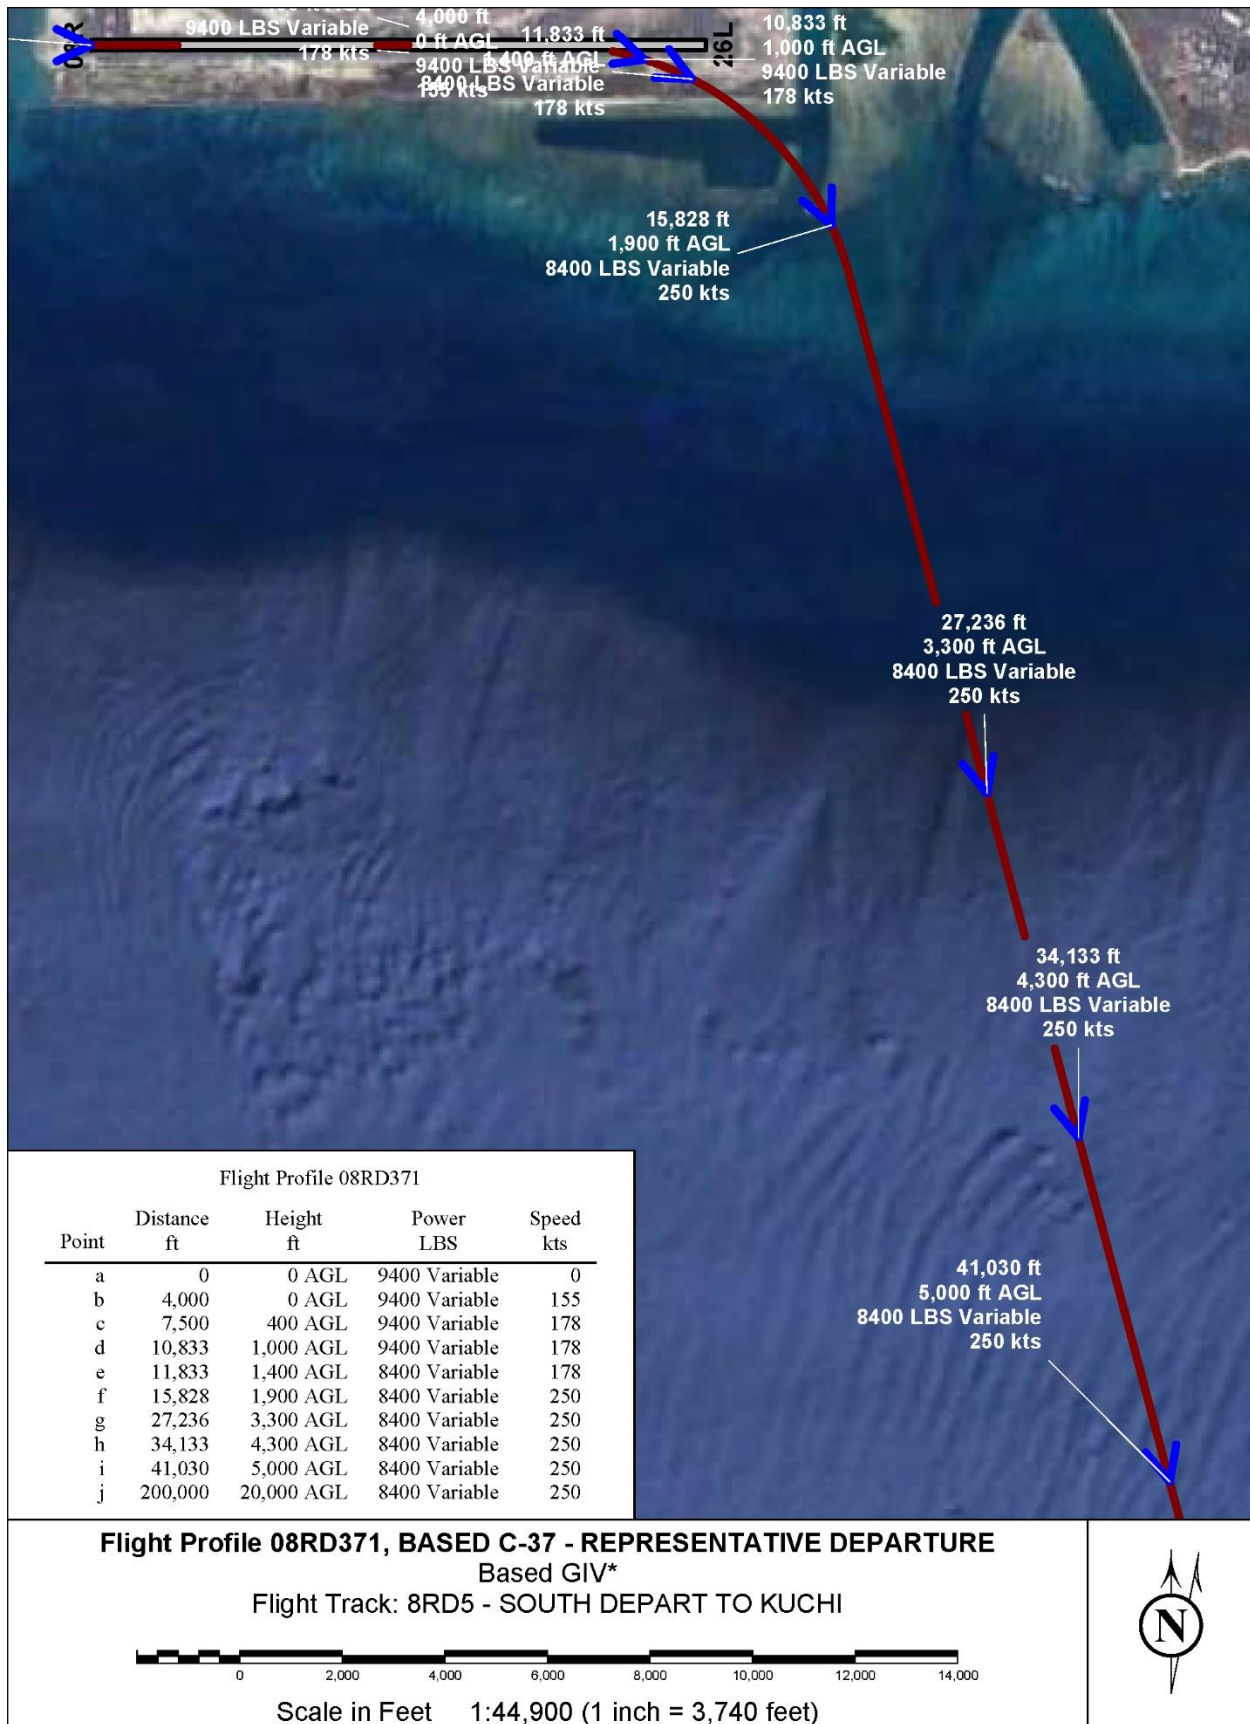 9400 LBS Variable
178 kts
4,000 ft
0 ft AGL
9400 LBS Variable
155 kts
11,833 ft
1,400 ft AGL
8400 LBS Variable
178 kts
26L
10,833 ft
1,000 ft AGL
9400 LBS Variable
178 kts
15,828 ft
1,900 ft AGL
8400 LBS Variable
250 kts
27,236 ft
3,300 ft AGL
8400 LBS Variable
250 kts
34,133 ft
4,300 ft AGL
8400 LBS Variable
250 kts
41,030 ft
5,000 ft AGL
8400 LBS Variable
250 kts
Flight Profile 08RD371
Point Distance ft Height ft Power LBS Speed kts
a 0 0 AGL 9400 Variable 0
b 4,000 0 AGL 9400 Variable 155
c 7,500 400 AGL 9400 Variable 178
d 10,833 1,000 AGL 9400 Variable 178
e 11,833 1,400 AGL 8400 Variable 178
f 15,828 1,900 AGL 8400 Variable 250
g 27,236 3,300 AGL 8400 Variable 250
h 34,133 4,300 AGL 8400 Variable 250
i 41,030 5,000 AGL 8400 Variable 250
j 200,000 20,000 AGL 8400 Variable 250
Flight Profile 08RD371, BASED C-37 - REPRESENTATIVE DEPARTURE
Based GIV*
Flight Track: 8RD5 - SOUTH DEPART TO KUCHI
0 2,000 4,000 6,000 8,000 10,000 12,000 14,000
Scale in Feet 1:44,900 (1 inch = 3,740 feet)
N